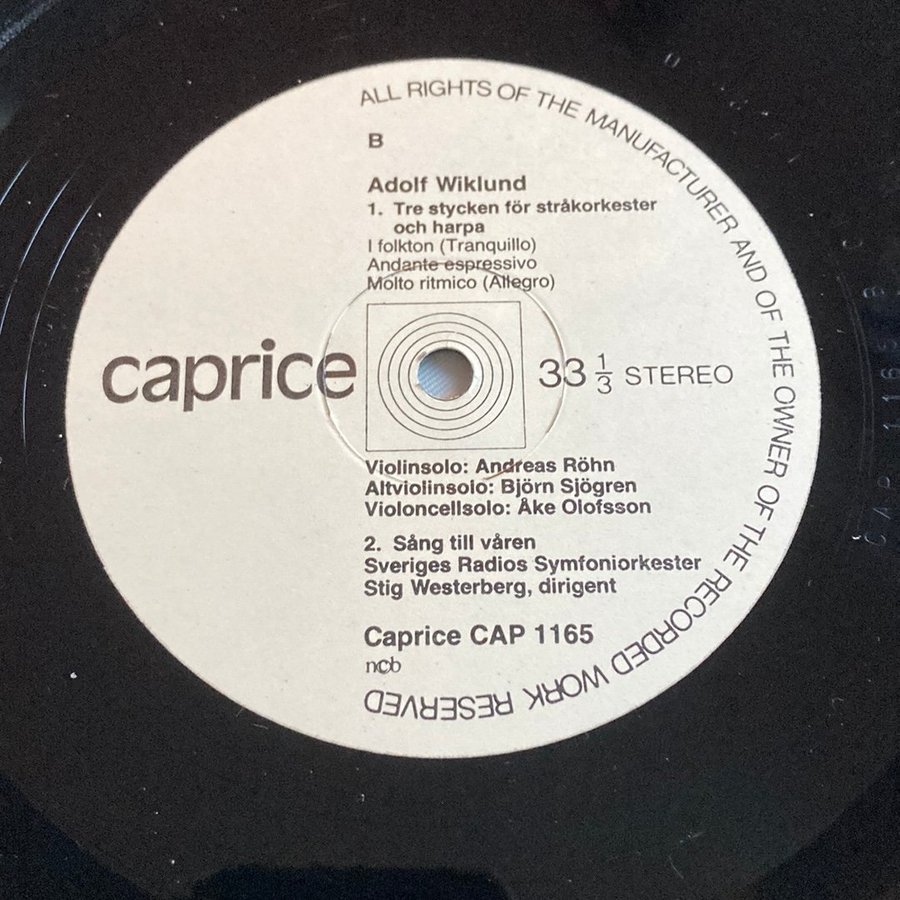 ALL RIGHTS OF THE MANUFACTURER AND OF THE OWNER OF THE RECORDED WORK RESERVED
B
Adolf Wiklund
1. Tre stycken för stråkorkester
och harpa
I folkton (Tranquillo)
Andante espressivo
Molto ritmico (Allegro)
caprice
33 1/3 STEREO
Violinsolo: Andreas Röhn
Altviolinsolo: Björn Sjögren
Violoncellsolo: Åke Olofsson
2. Sång till våren
Sveriges Radios Symfoniorkester
Stig Westerberg, dirigent
Caprice CAP 1165
ncb
CAP 1165 B